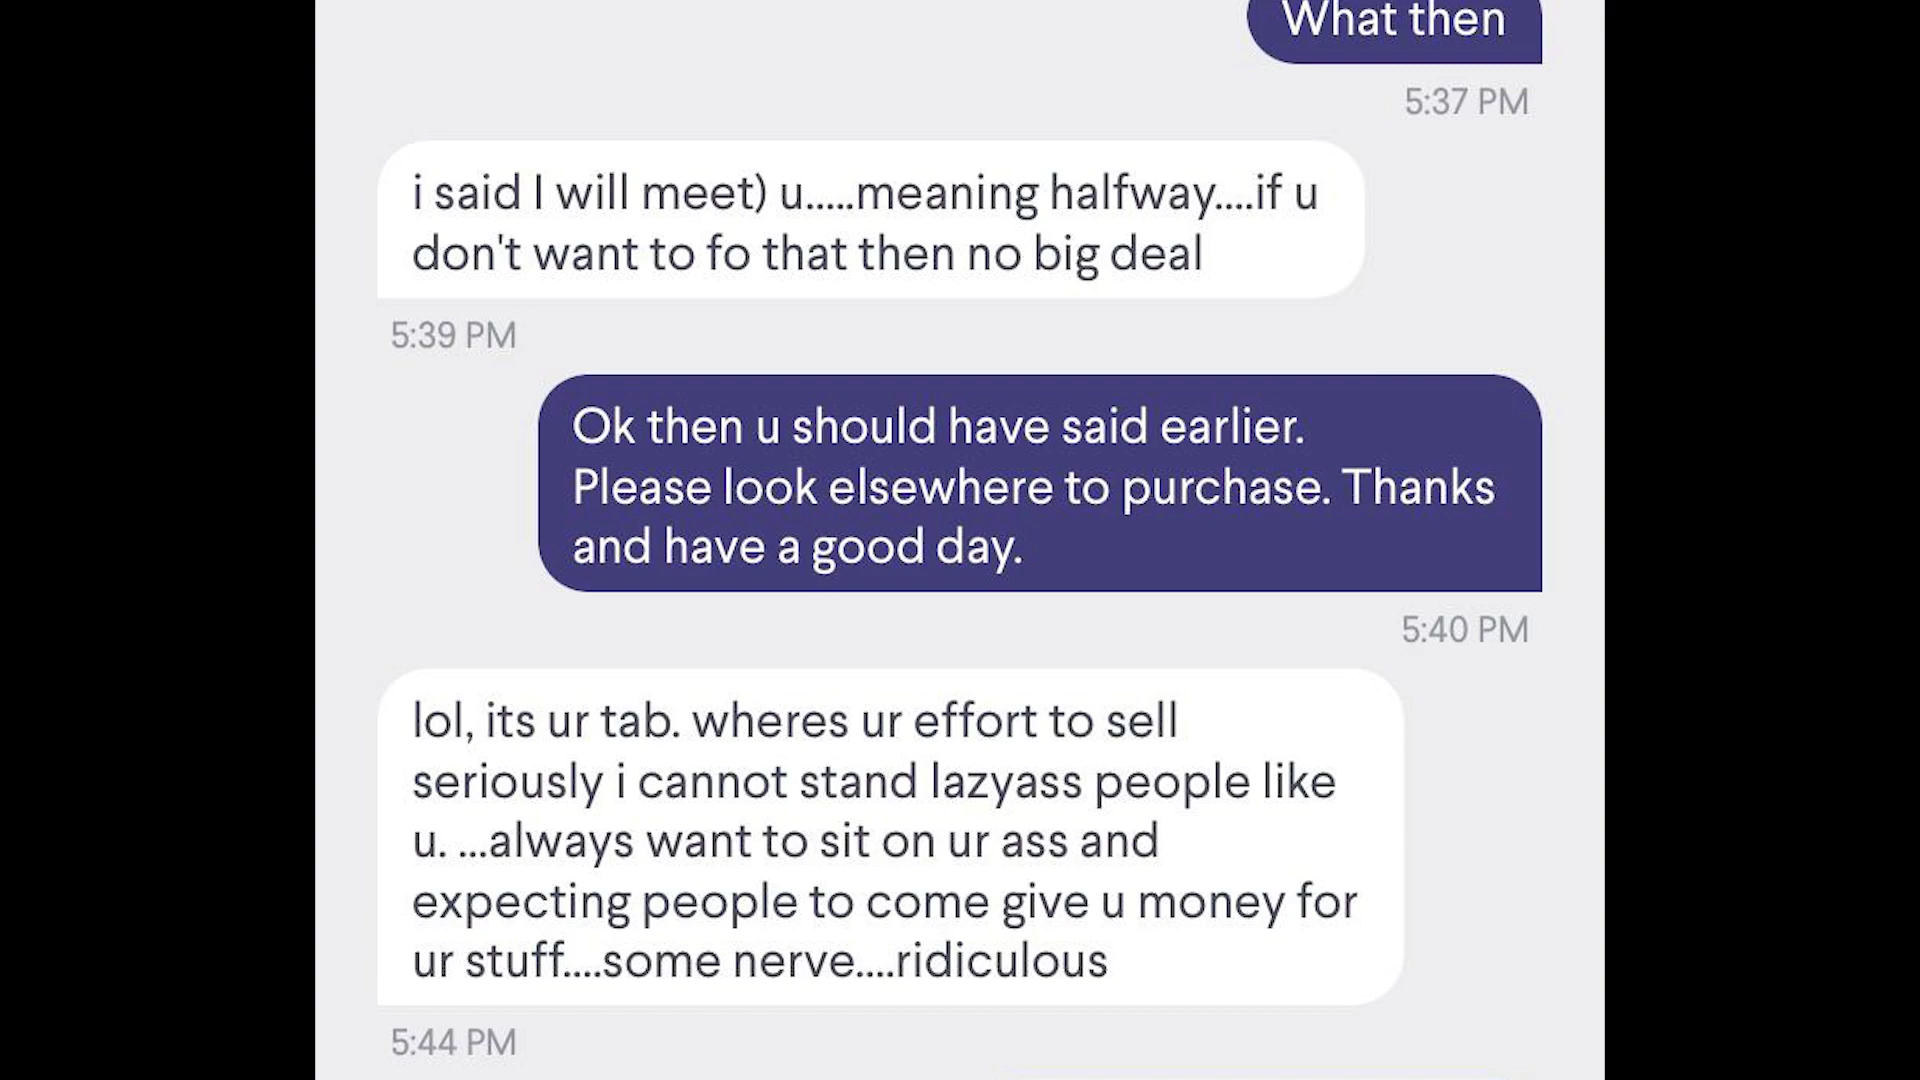 What then
5:37 PM
i said I will meet) u.....meaning halfway....if u
don't want to fo that then no big deal
5:39 PM
Ok then u should have said earlier.
Please look elsewhere to purchase. Thanks
and have a good day.
5:40 PM
lol, its ur tab. wheres ur effort to sell
seriously i cannot stand lazyass people like
u. ...always want to sit on ur ass and
expecting people to come give u money for
ur stuff....some nerve....ridiculous
5:44 PM